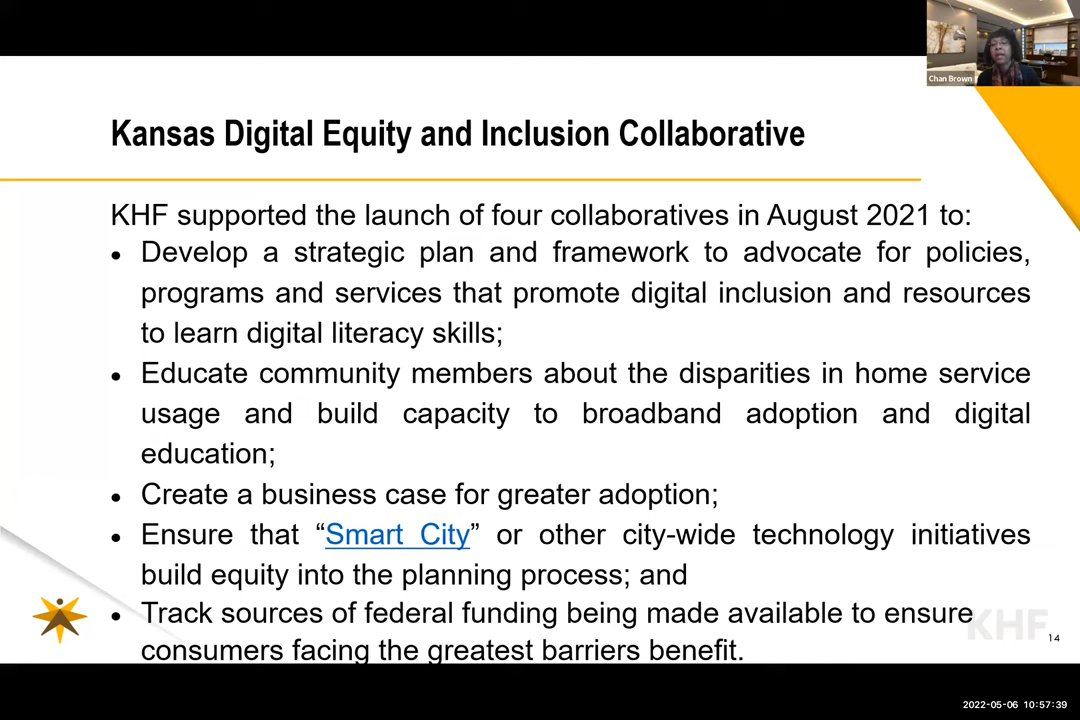 Chan Brown
Kansas Digital Equity and Inclusion Collaborative
KHF supported the launch of four collaboratives in August 2021 to:
• Develop a strategic plan and framework to advocate for policies,
programs and services that promote digital inclusion and resources
to learn digital literacy skills;
• Educate community members about the disparities in home service
usage and build capacity to broadband adoption and digital
education;
• Create a business case for greater adoption;
• Ensure that “Smart City” or other city-wide technology initiatives
build equity into the planning process; and
• Track sources of federal funding being made available to ensure
consumers facing the greatest barriers benefit.
KHF
14
2022-05-06 10:57:39